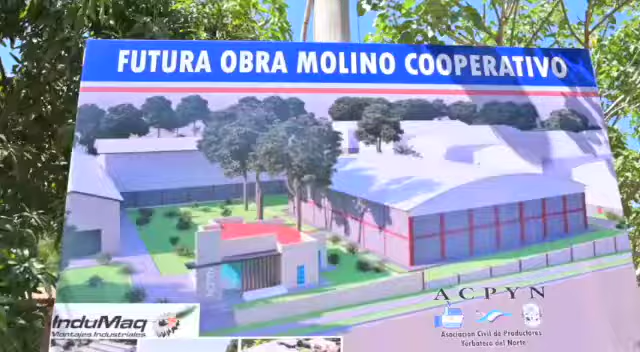 FUTURA OBRA MOLINO COOPERATIVO
InduMaq
Montajes Industriales
ACPYN
Asociación Civil de Productores
Yerbateros del Norte